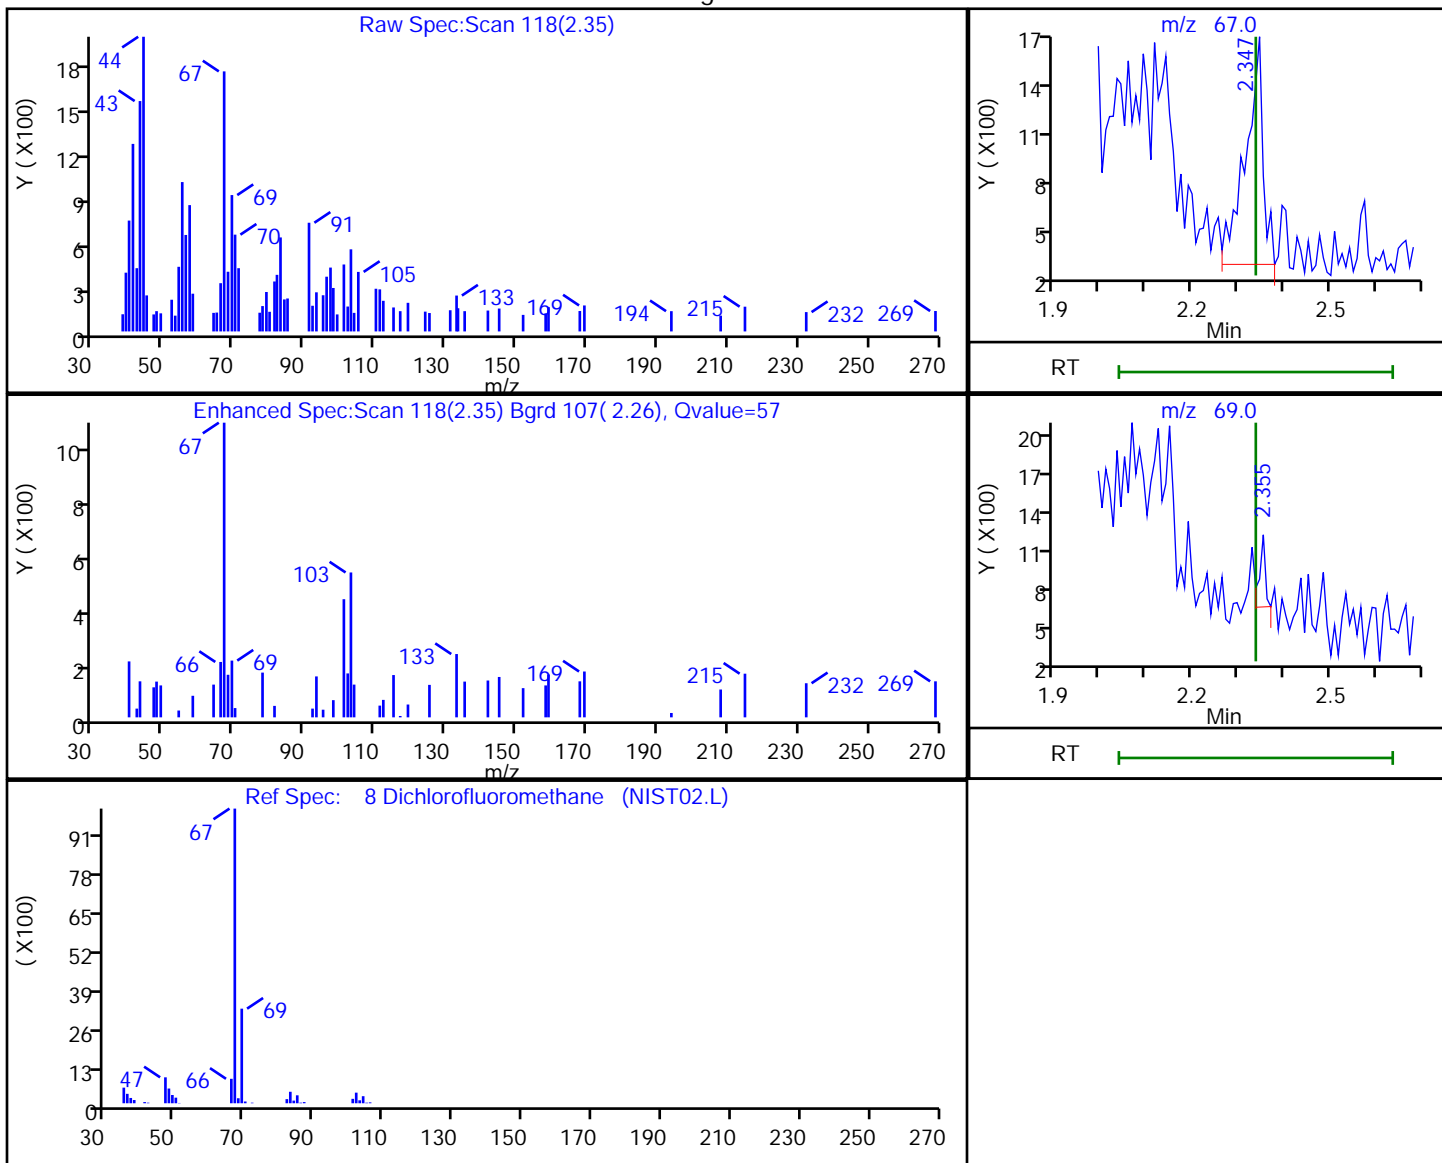 Raw Spec:Scan 118(2.35)
Y ( X100)
18
15
12
9
6
3
0
44
43
67
69
70
91
105
133
169
194
215
232
269
30 50 70 90 110 130 150 170 190 210 230 250 270
m/z
m/z 67.0
Y ( X100)
17
14
11
8
5
2
2.347
1.9 2.2 2.5
Min
RT
Enhanced Spec:Scan 118(2.35) Bgrd 107( 2.26), Qvalue=57
Y ( X100)
10
8
6
4
2
0
67
103
66
69
133
169
215
232
269
30 50 70 90 110 130 150 170 190 210 230 250 270
m/z
m/z 69.0
Y ( X100)
20
17
14
11
8
5
2
2.355
1.9 2.2 2.5
Min
RT
Ref Spec: 8 Dichlorofluoromethane (NIST02.L)
( X100)
91
78
65
52
39
26
13
0
67
69
47
66
30 50 70 90 110 130 150 170 190 210 230 250 270